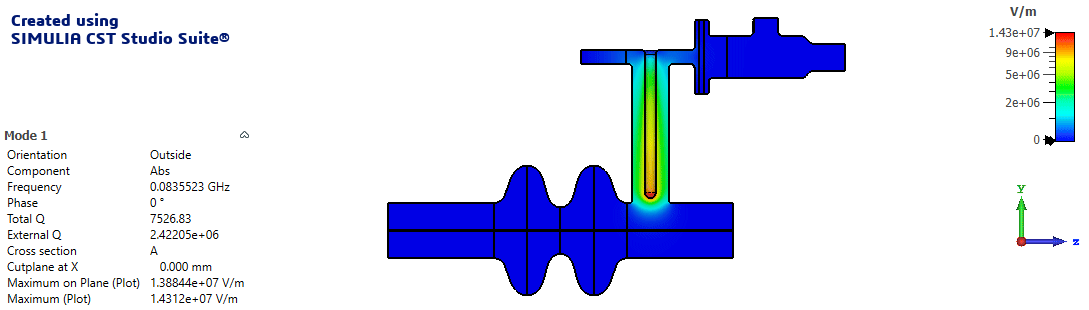 Created using
SIMULIA CST Studio Suite®
Mode 1
Orientation Outside
Component Abs
Frequency 0.0835523 GHz
Phase 0 °
Total Q 7526.83
External Q 2.42205e+06
Cross section A
Cutplane at X 0.000 mm
Maximum on Plane (Plot) 1.38844e+07 V/m
Maximum (Plot) 1.4312e+07 V/m
V/m
1.43e+07
9e+06
5e+06
2e+06
0
Y
z